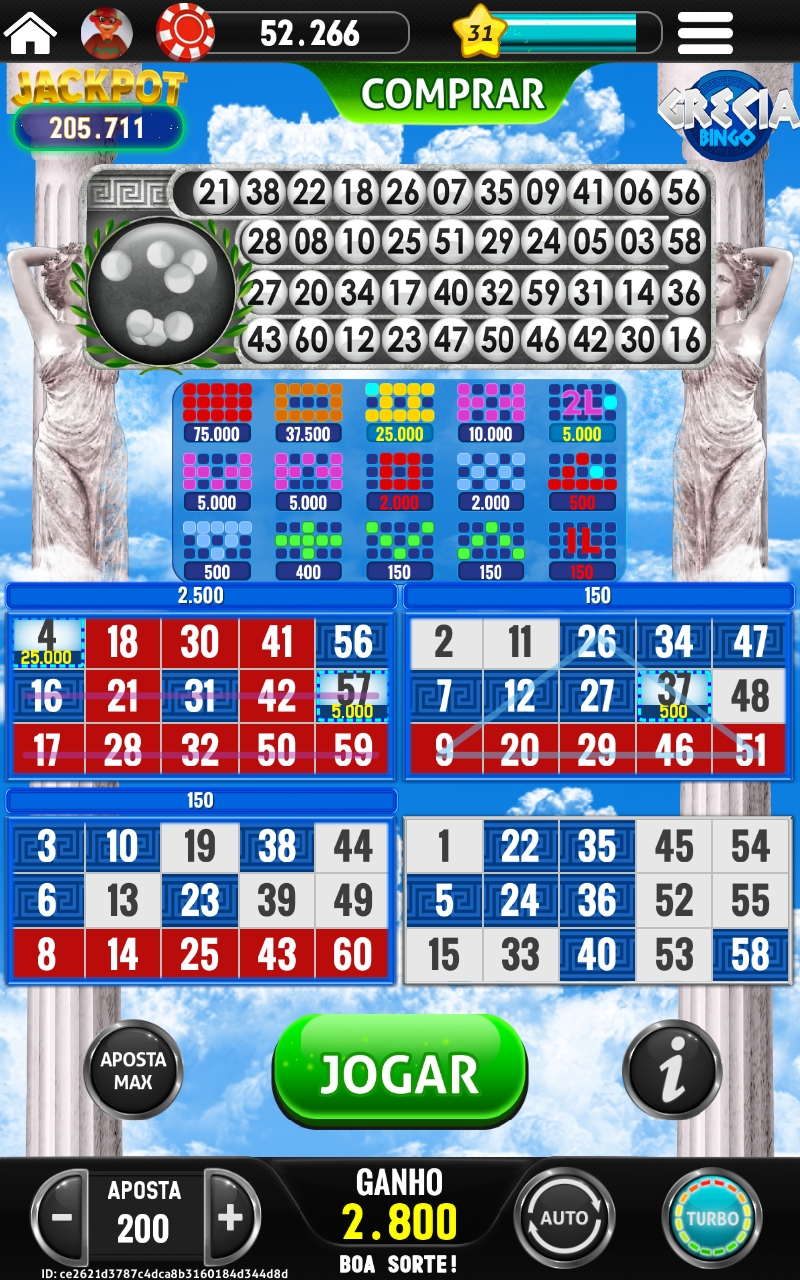 52.266 31
JACKPOT
205.711
COMPRAR
GRECIA
BINGO
21 38 22 18 26 07 35 09 41 06 56
28 08 10 25 51 29 24 05 03 58
27 20 34 17 40 32 59 31 14 36
43 60 12 23 47 50 46 42 30 16
2L
75.000 37.500 25.000 10.000 5.000
5.000 5.000 2.000 2.000 500
1L
500 400 150 150 150
2.500
4 18 30 41 56
25.000
16 21 31 42 57
5.000
17 28 32 50 59
150
2 11 26 34 47
7 12 27 37 48
500
9 20 29 46 51
150
3 10 19 38 44
6 13 23 39 49
8 14 25 43 60
1 22 35 45 54
5 24 36 52 55
15 33 40 53 58
APOSTA
MAX
JOGAR
i
- APOSTA +
200
GANHO
2.800
BOA SORTE!
AUTO
TURBO
ID: ce2621d3787c4dca8b3160184d344d8d